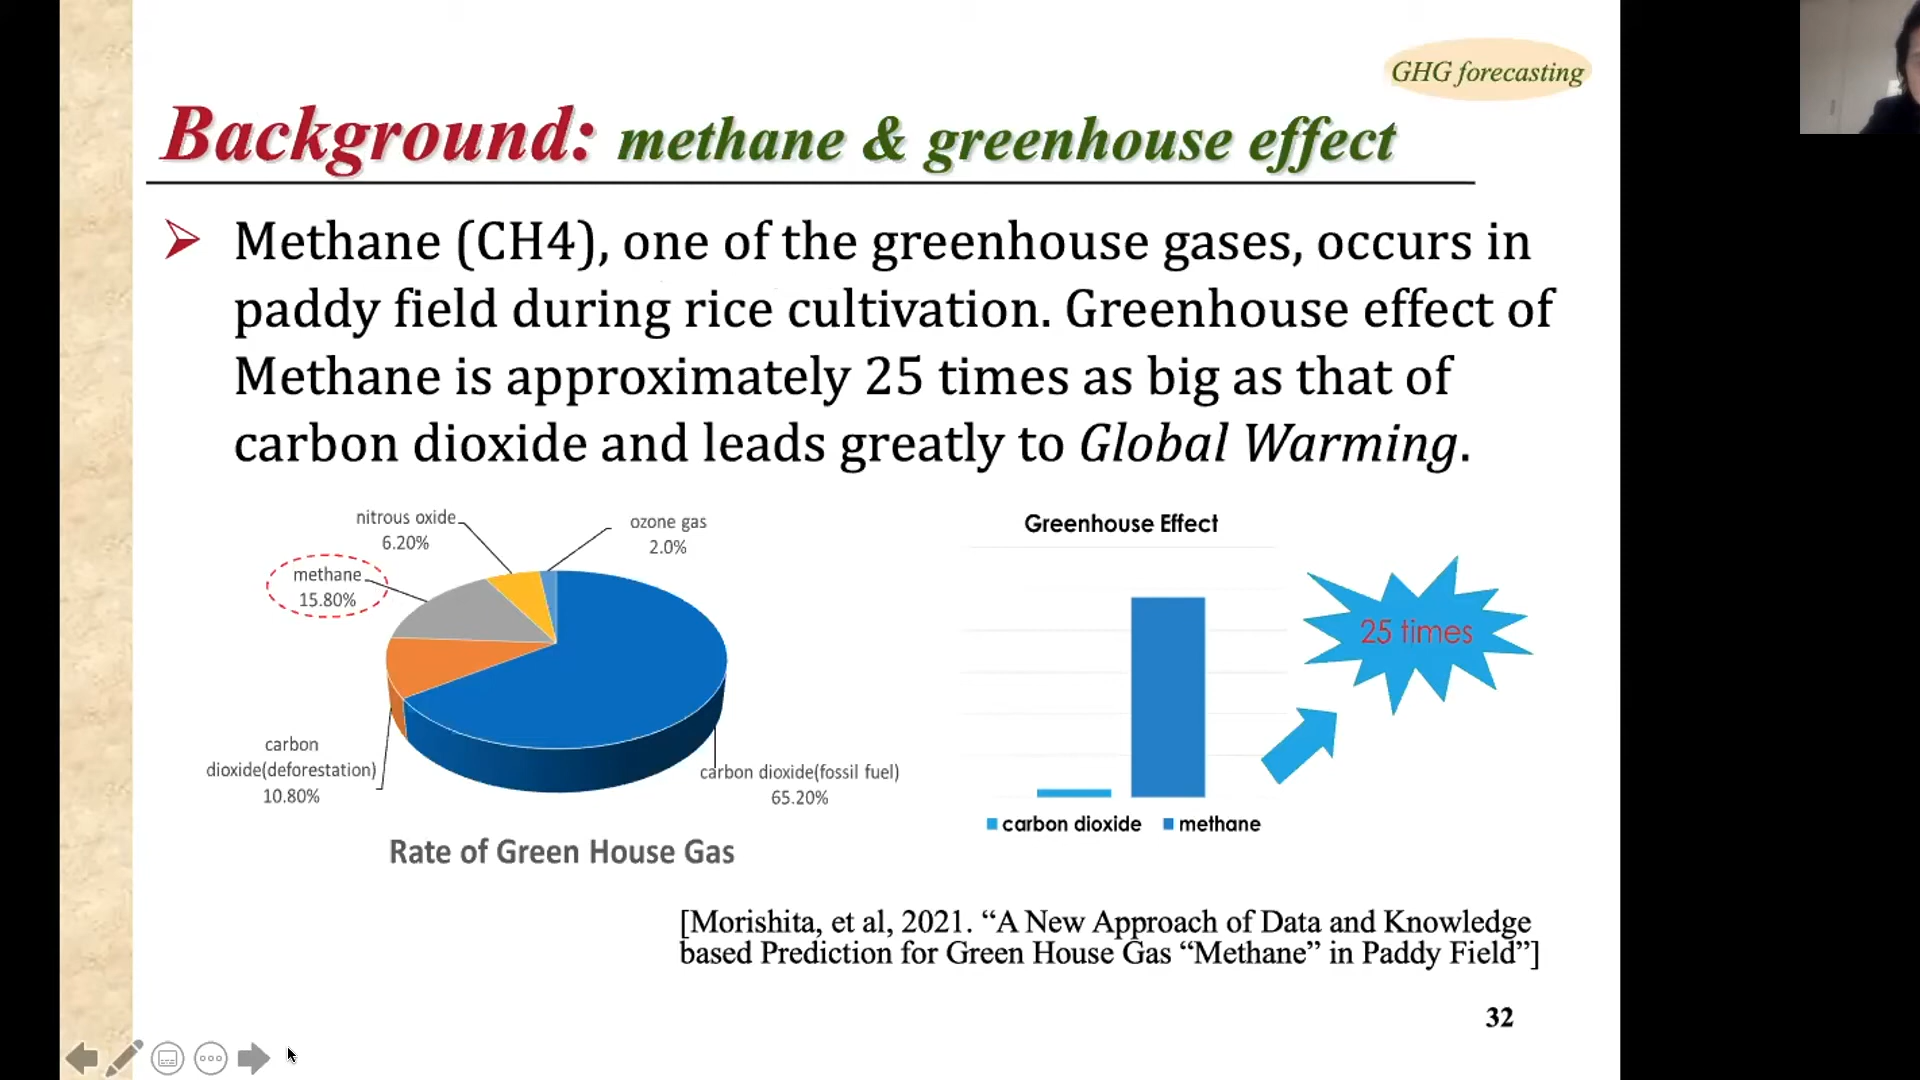 GHG forecasting
Background: methane & greenhouse effect
Methane (CH4), one of the greenhouse gases, occurs in
paddy field during rice cultivation. Greenhouse effect of
Methane is approximately 25 times as big as that of
carbon dioxide and leads greatly to Global Warming.
nitrous oxide
6.20%
ozone gas
2.0%
methane
15.80%
carbon
dioxide(deforestation)
10.80%
carbon dioxide(fossil fuel)
65.20%
Rate of Green House Gas
Greenhouse Effect
25 times
carbon dioxide
methane
[Morishita, et al, 2021. “A New Approach of Data and Knowledge
based Prediction for Green House Gas “Methane” in Paddy Field”]
32